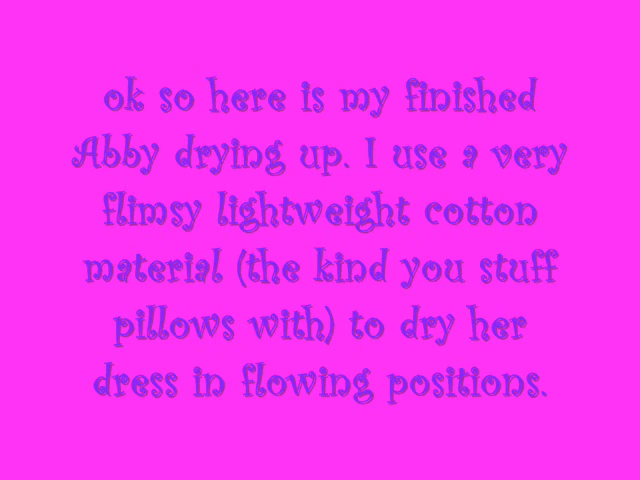 ok so here is my finished
Abby drying up. I use a very
flimsy lightweight cotton
material (the kind you stuff
pillows with) to dry her
dress in flowing positions.